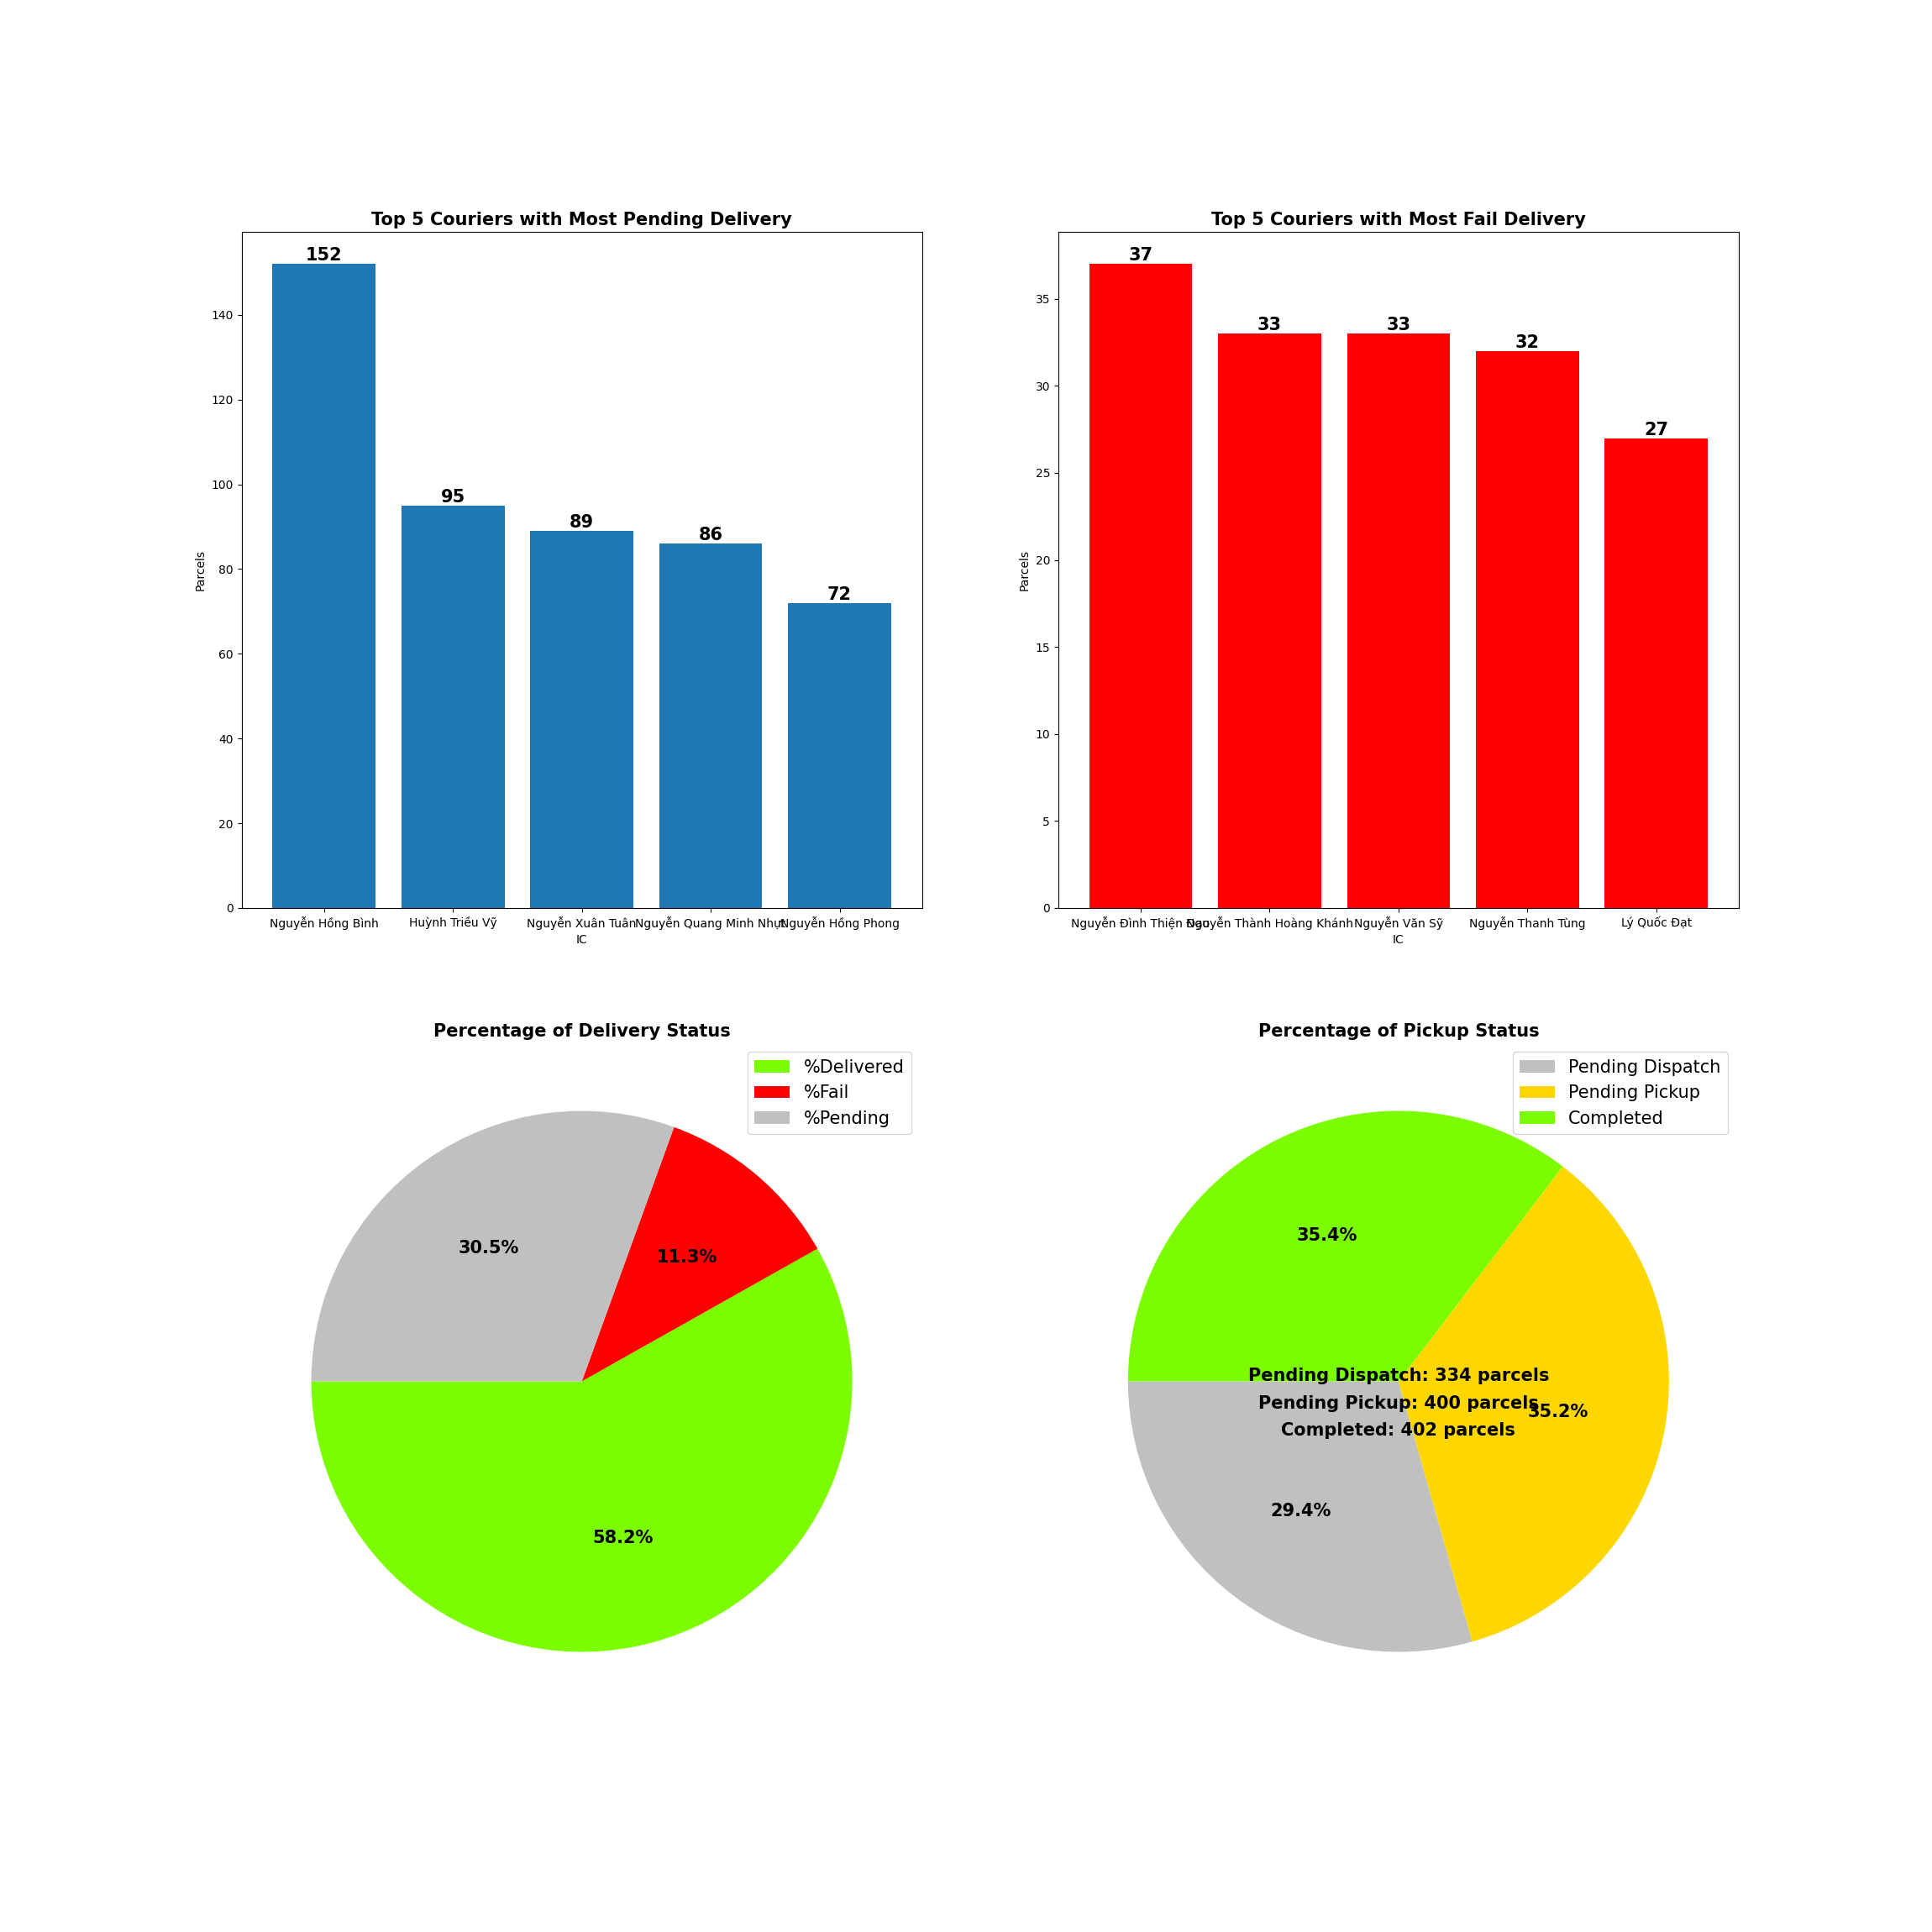 Top 5 Couriers with Most Pending Delivery
152
95
89
86
72
140
120
100
80
60
40
20
0
Parcels
Nguyễn Hồng Bình
Huỳnh Triều Vỹ
Nguyễn Xuân Tuân
Nguyễn Quang Minh Nhựt
Nguyễn Hồng Phong
IC
Top 5 Couriers with Most Fail Delivery
37
33
33
32
27
35
30
25
20
15
10
5
0
Parcels
Nguyễn Đình Thiện
Nguyễn Thành Hoàng Khánh
Nguyễn Văn Sỹ
Nguyễn Thanh Tùng
Lý Quốc Đạt
IC
Percentage of Delivery Status
%Delivered
%Fail
%Pending
30.5%
11.3%
58.2%
Percentage of Pickup Status
Pending Dispatch
Pending Pickup
Completed
35.4%
Pending Dispatch: 334 parcels
Pending Pickup: 400 parcels
35.2%
Completed: 402 parcels
29.4%